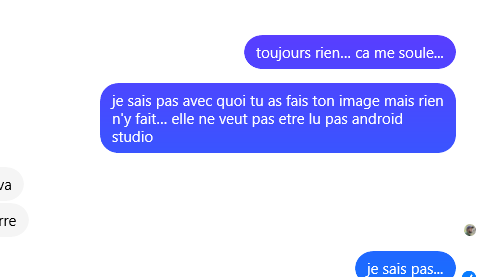 toujours rien... ca me soule...
je sais pas avec quoi tu as fais ton image mais rien
n'y fait... elle ne veut pas etre lu pas android
studio
va
rre
je sais pas...